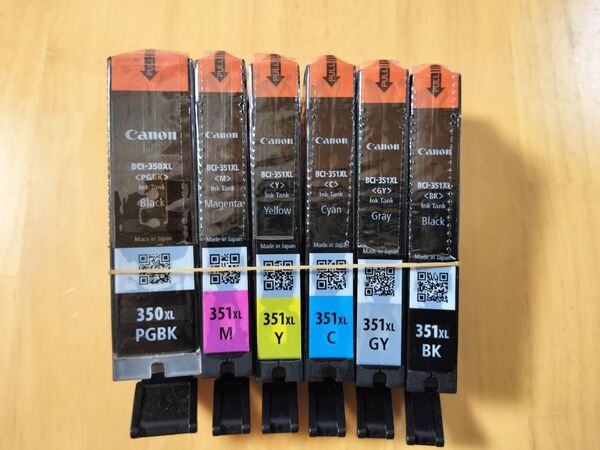 PULL
Canon
BCI-350XL
<PGBK>
Ink Tank
Black
Made in Japan
350XL
PGBK
PULL
Canon
BCI-351XL
<M>
Ink Tank
Magenta
Made in Japan
351XL
M
PULL
Canon
BCI-351XL
<Y>
Ink Tank
Yellow
Made in Japan
351XL
Y
PULL
Canon
BCI-351XL
<C>
Ink Tank
Cyan
Made in Japan
351XL
C
PULL
Canon
BCI-351XL
<GY>
Ink Tank
Gray
Made in Japan
351XL
GY
PULL
Canon
BCI-351XL
<BK>
Ink Tank
Black
Made in Japan
351XL
BK